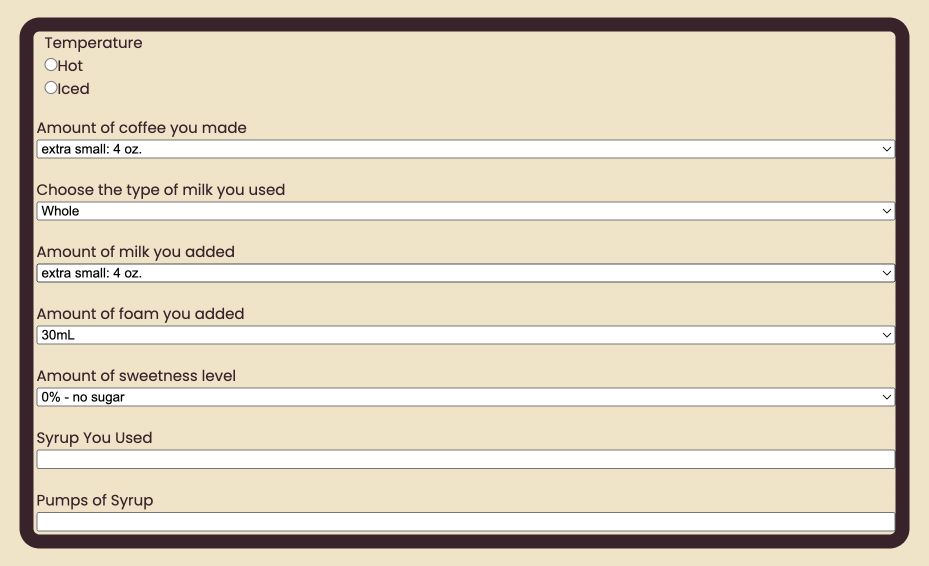 Temperature
Hot
Iced
Amount of coffee you made
extra small: 4 oz.
Choose the type of milk you used
Whole
Amount of milk you added
extra small: 4 oz.
Amount of foam you added
30mL
Amount of sweetness level
0% - no sugar
Syrup You Used
Pumps of Syrup